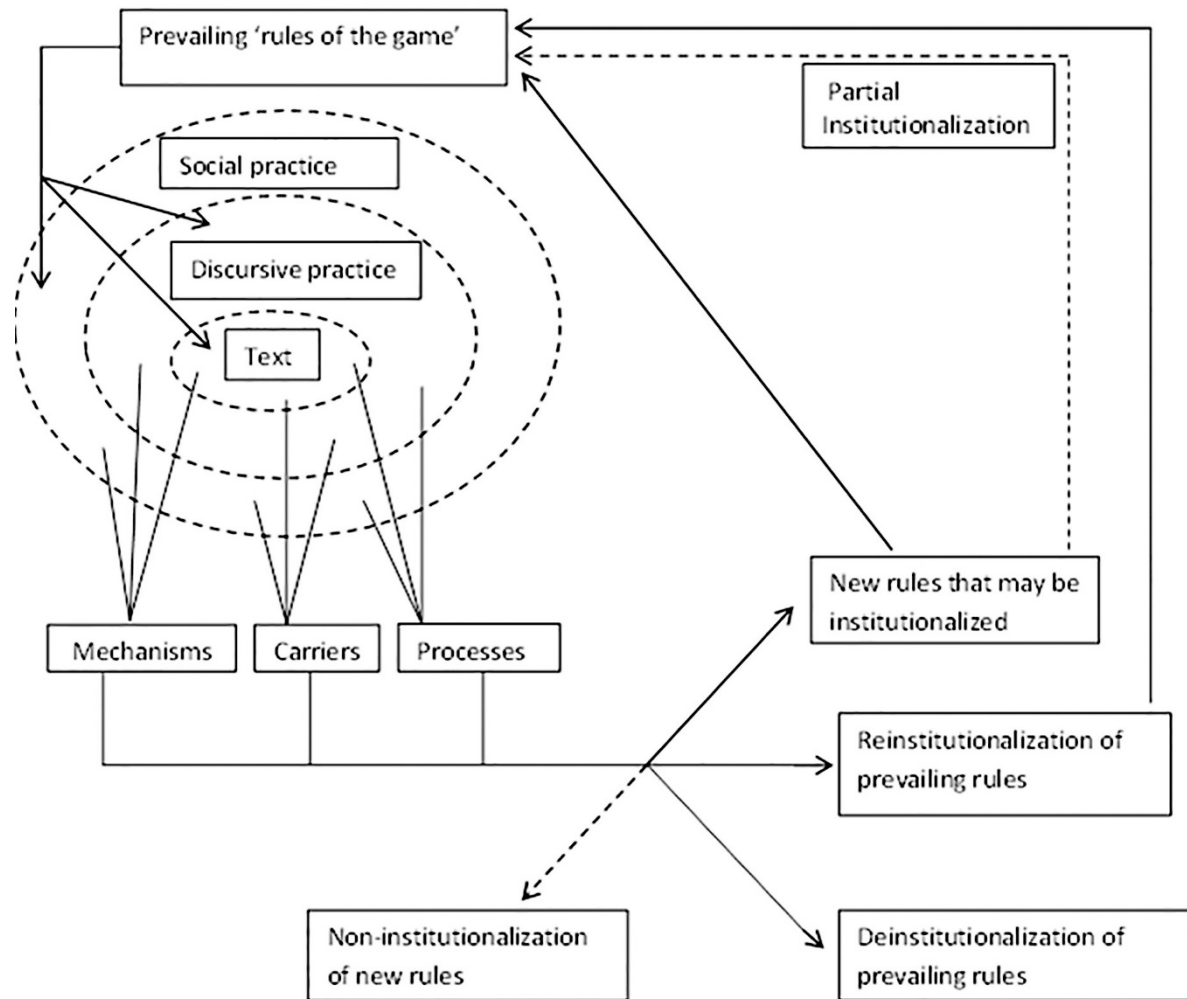 Prevailing ‘rules of the game’
Partial
Institutionalization
Social practice
Discursive practice
Text
New rules that may be
institutionalized
Mechanisms
Carriers
Processes
Reinstitutionalization of
prevailing rules
Non-institutionalization
of new rules
Deinstitutionalization of
prevailing rules